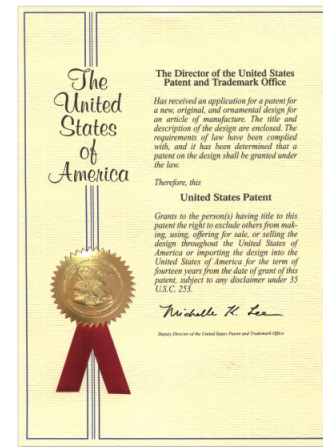 The
United
States
of
America
The Director of the United States
Patent and Trademark Office
Has received an application for a patent for
a new, original, and ornamental design for
an article of manufacture. The title and
description of the design are enclosed. The
requirements of law have been complied
with, and it has been determined that a
patent on the design shall be granted under
the law.
Therefore, this
United States Patent
Grants to the person(s) having title to this
patent the right to exclude others from mak-
ing, using, offering for sale, or selling the
design throughout the United States of
America or importing the design into the
United States of America for the term of
fourteen years from the date of grant of this
patent, subject to any disclaimer under 35
U.S.C. 253.
Michelle K. Lee
Deputy Director of the United States Patent and Trademark Office